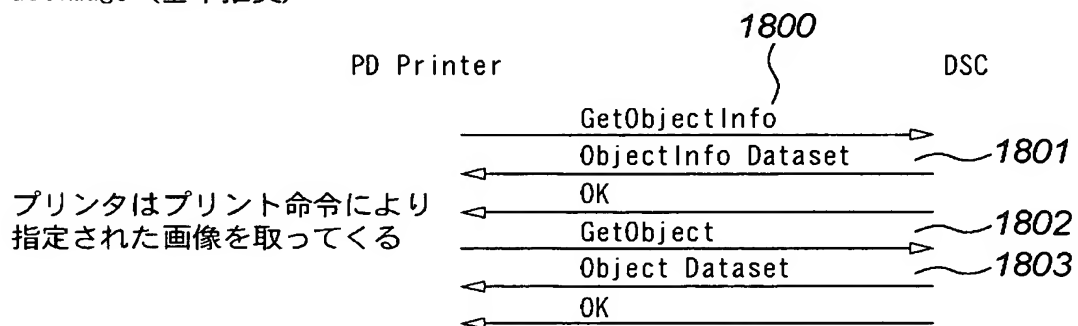 1800
PD Printer DSC
GetObjectInfo
ObjectInfo Dataset 1801
OK
プリンタはプリント命令により
指定された画像を取ってくる
GetObject 1802
Object Dataset 1803
OK